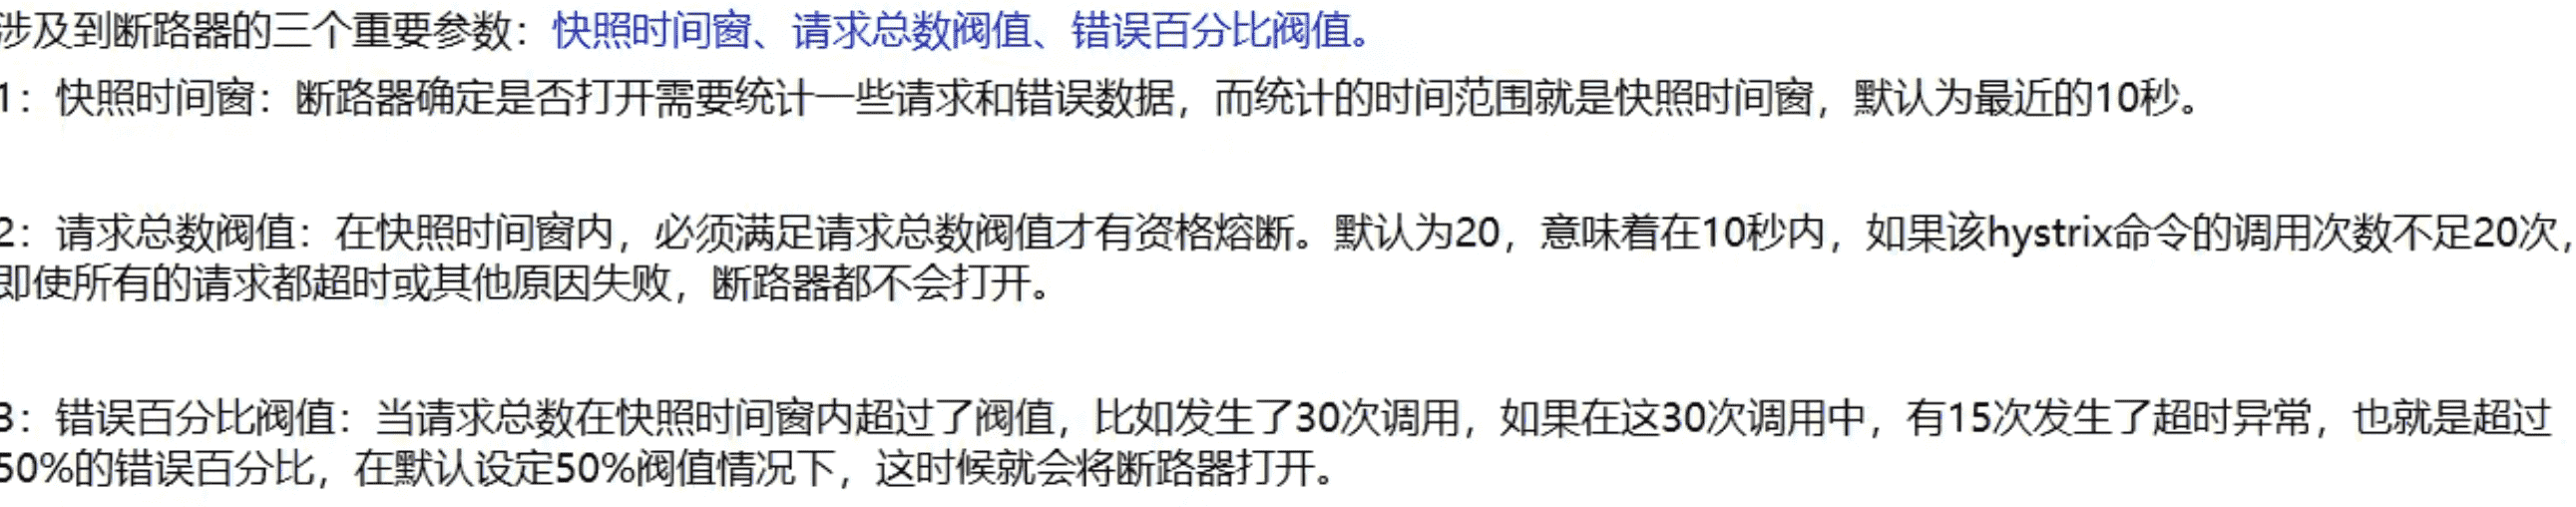 涉及到断路器的三个重要参数：快照时间窗、请求总数阀值、错误百分比阀值。
1：快照时间窗：断路器确定是否打开需要统计一些请求和错误数据，而统计的时间范围就是快照时间窗，默认为最近的10秒。
2：请求总数阀值：在快照时间窗内，必须满足请求总数阀值才有资格熔断。默认为20，意味着在10秒内，如果该hystrix命令的调用次数不足20次，
即使所有的请求都超时或其他原因失败，断路器都不会打开。
3：错误百分比阀值：当请求总数在快照时间窗内超过了阀值，比如发生了30次调用，如果在这30次调用中，有15次发生了超时异常，也就是超过
50%的错误百分比，在默认设定50%阀值情况下，这时候就会将断路器打开。